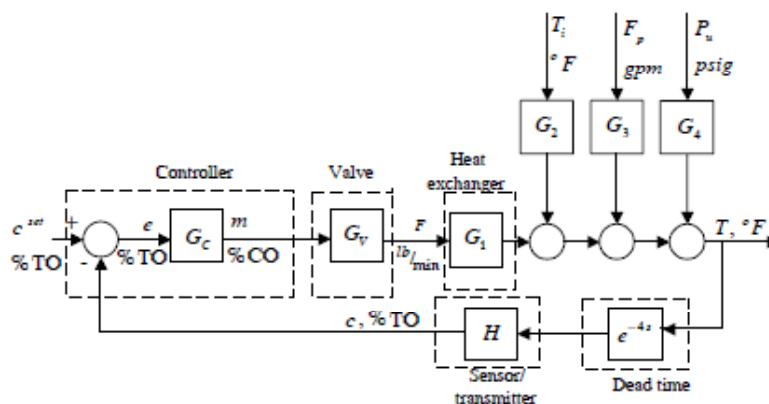 T_i
F_p
P_u
°F
gpm
psig
G_2
G_3
G_4
Controller
Valve
Heat
exchanger
c^set
+
-
e
G_C
m
G_V
F
G_1
T, °F
%TO
%TO
%CO
lb/min
c, %TO
H
e^-4s
Sensor/
transmitter
Dead time